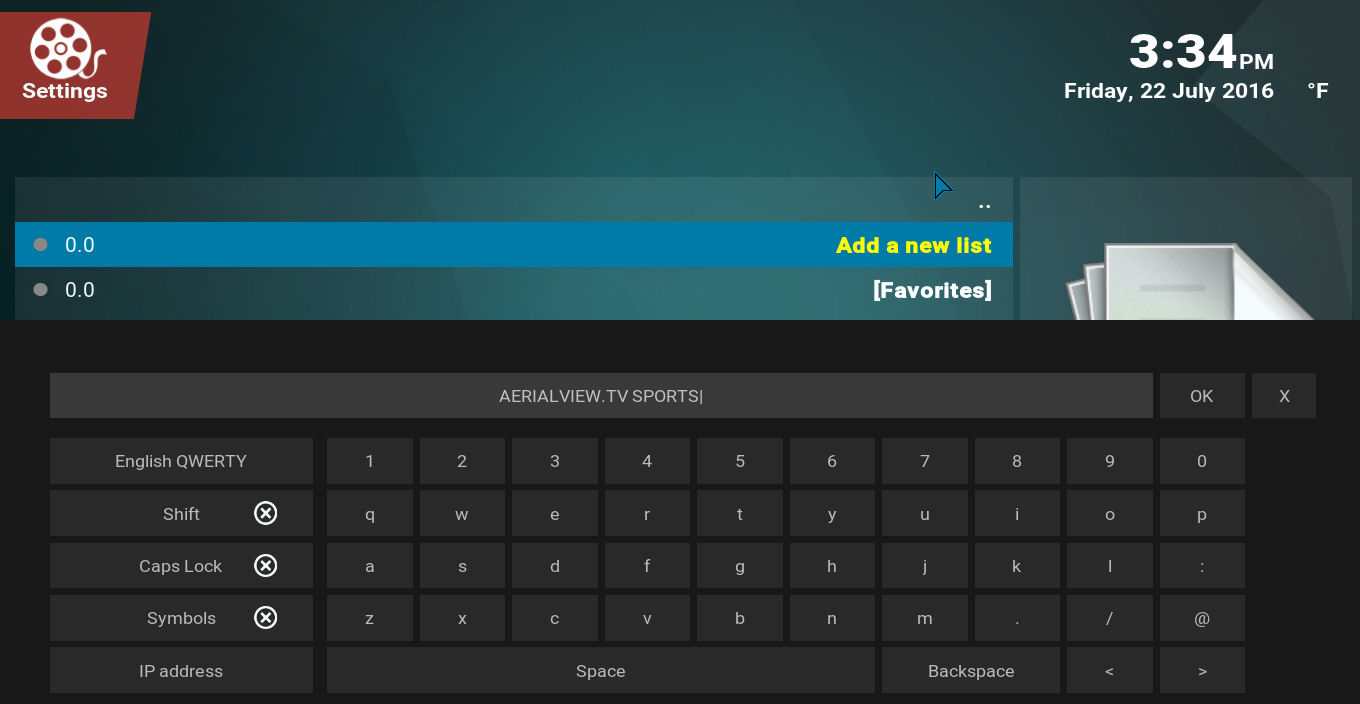 Settings
3:34PM
Friday, 22 July 2016 °F
..
0.0 Add a new list
0.0 [Favorites]
AERIALVIEW.TV SPORTS| OK X
English QWERTY 1 2 3 4 5 6 7 8 9 0
Shift q w e r t y u i o p
Caps Lock a s d f g h j k l :
Symbols z x c v b n m . / @
IP address Space Backspace < >